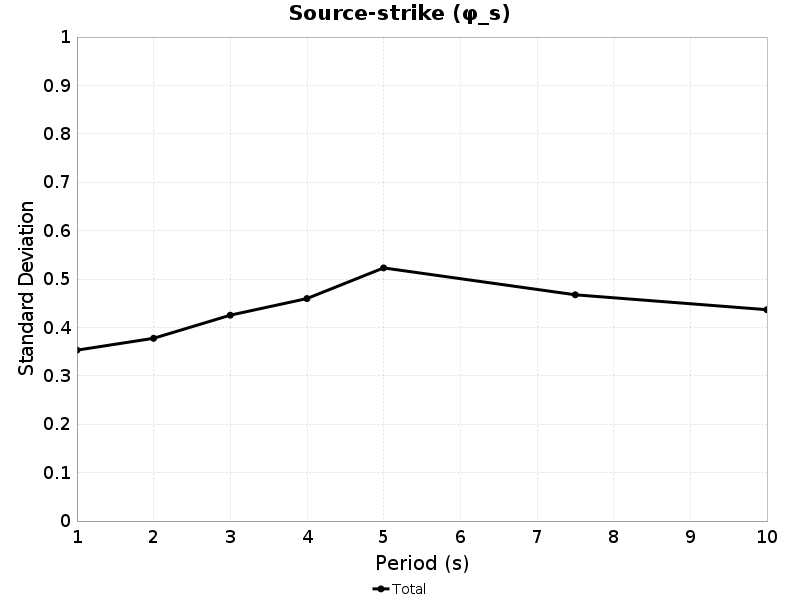 Source-strike (φ_s)
1
0.9
0.8
0.7
0.6
0.5
0.4
0.3
0.2
0.1
0
Standard Deviation
1 2 3 4 5 6 7 8 9 10
Period (s)
Total